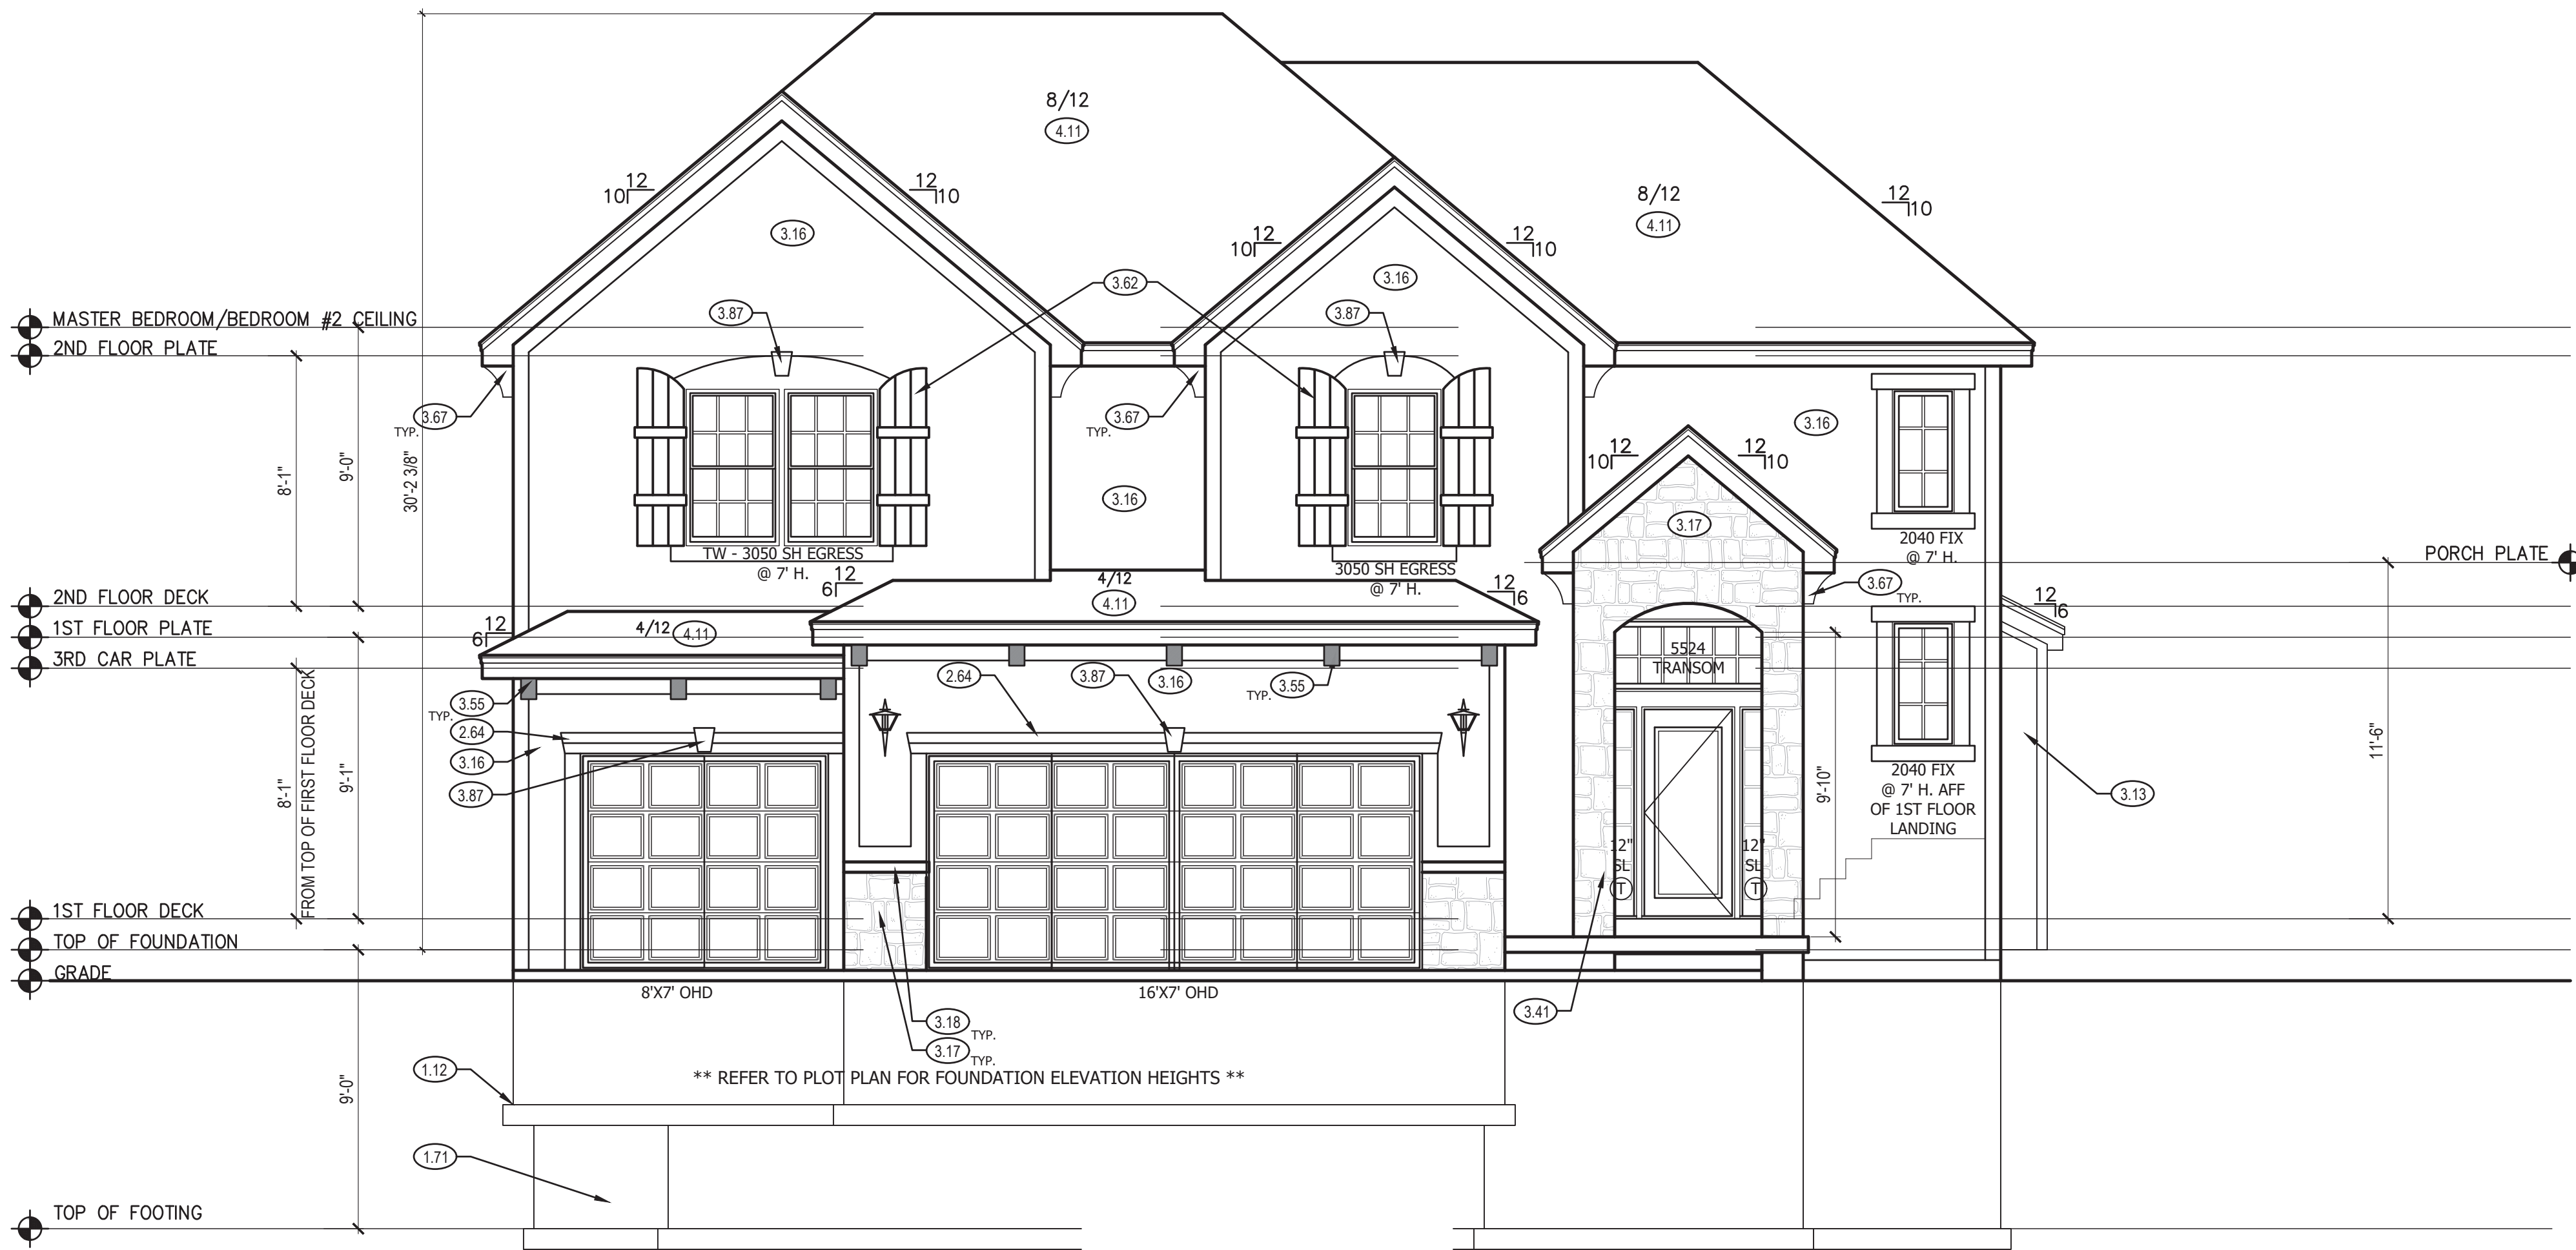 8/12
4.11
12
10
12
10
3.16
8/12
4.11
12
10
12
10
12
10
3.16
3.62
3.87
3.87
MASTER BEDROOM/BEDROOM #2 CEILING
2ND FLOOR PLATE
3.67
TYP.
3.67
TYP.
3.16
3.16
8'-1"
9'-0"
30'-2 3/8"
12
10
12
10
3.17
TW - 3050 SH EGRESS
@ 7' H.
3050 SH EGRESS
@ 7' H.
2040 FIX
@ 7' H.
PORCH PLATE
3.67
TYP.
12
6
4/12
4.11
12
6
12
6
2ND FLOOR DECK
1ST FLOOR PLATE
3RD CAR PLATE
12
6
4/12
4.11
5524
TRANSOM
2.64
3.87
3.16
TYP.
3.55
3.55
TYP.
2.64
3.16
3.87
8'-1"
FROM TOP OF FIRST FLOOR DECK
9'-1"
9'-10"
11'-6"
2040 FIX
@ 7' H. AFF
OF 1ST FLOOR
LANDING
3.13
12"
SL
T
12"
SL
T
1ST FLOOR DECK
TOP OF FOUNDATION
GRADE
8'X7' OHD
16'X7' OHD
3.41
3.18
TYP.
3.17
TYP.
** REFER TO PLOT PLAN FOR FOUNDATION ELEVATION HEIGHTS **
1.12
9'-0"
1.71
TOP OF FOOTING